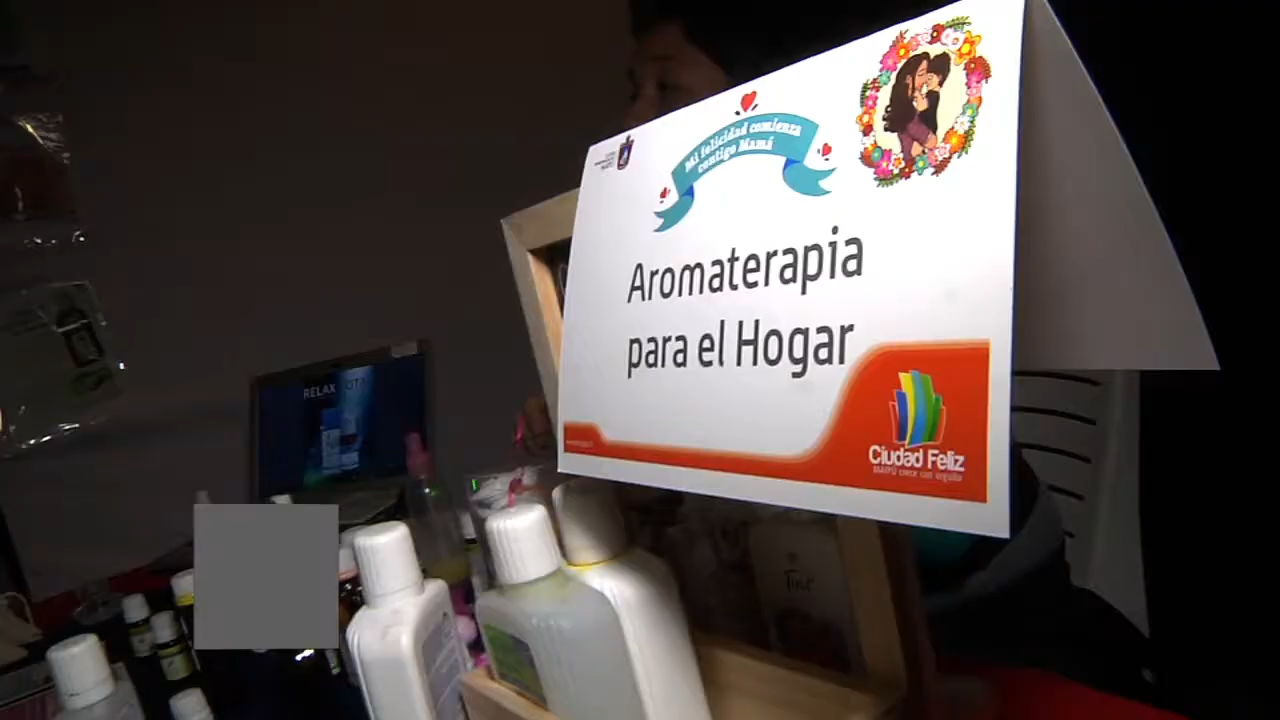 Mi felicidad comienza
contigo Mamá
Aromaterapia
para el Hogar
Ciudad Feliz
RELAX